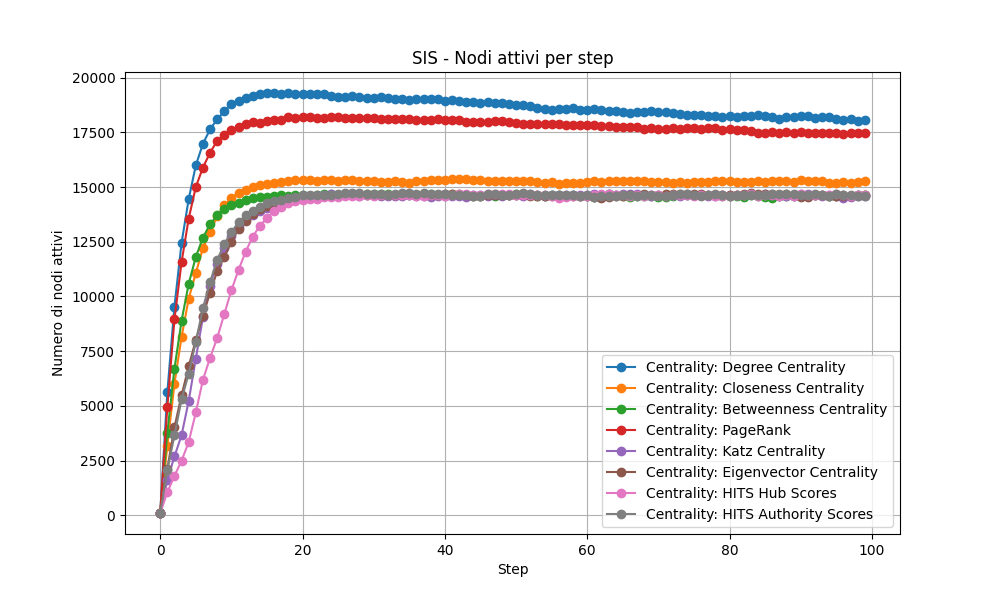 SIS - Nodi attivi per step
Numero di nodi attivi
20000
17500
15000
12500
10000
7500
5000
2500
0
Centrality: Degree Centrality
Centrality: Closeness Centrality
Centrality: Betweenness Centrality
Centrality: PageRank
Centrality: Katz Centrality
Centrality: Eigenvector Centrality
Centrality: HITS Hub Scores
Centrality: HITS Authority Scores
0 20 40 60 80 100
Step